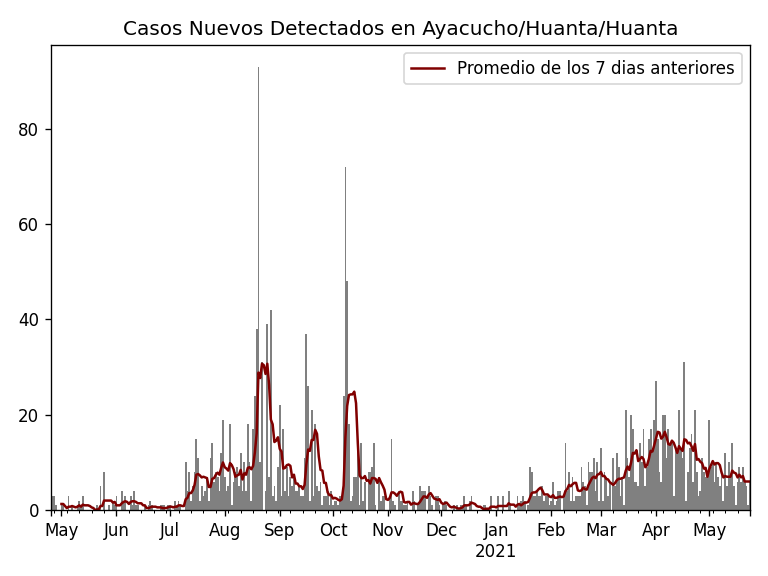 Casos Nuevos Detectados en Ayacucho/Huanta/Huanta
Promedio de los 7 dias anteriores
80
60
40
20
0
May Jun Jul Aug Sep Oct Nov Dec Jan Feb Mar Apr May
2021